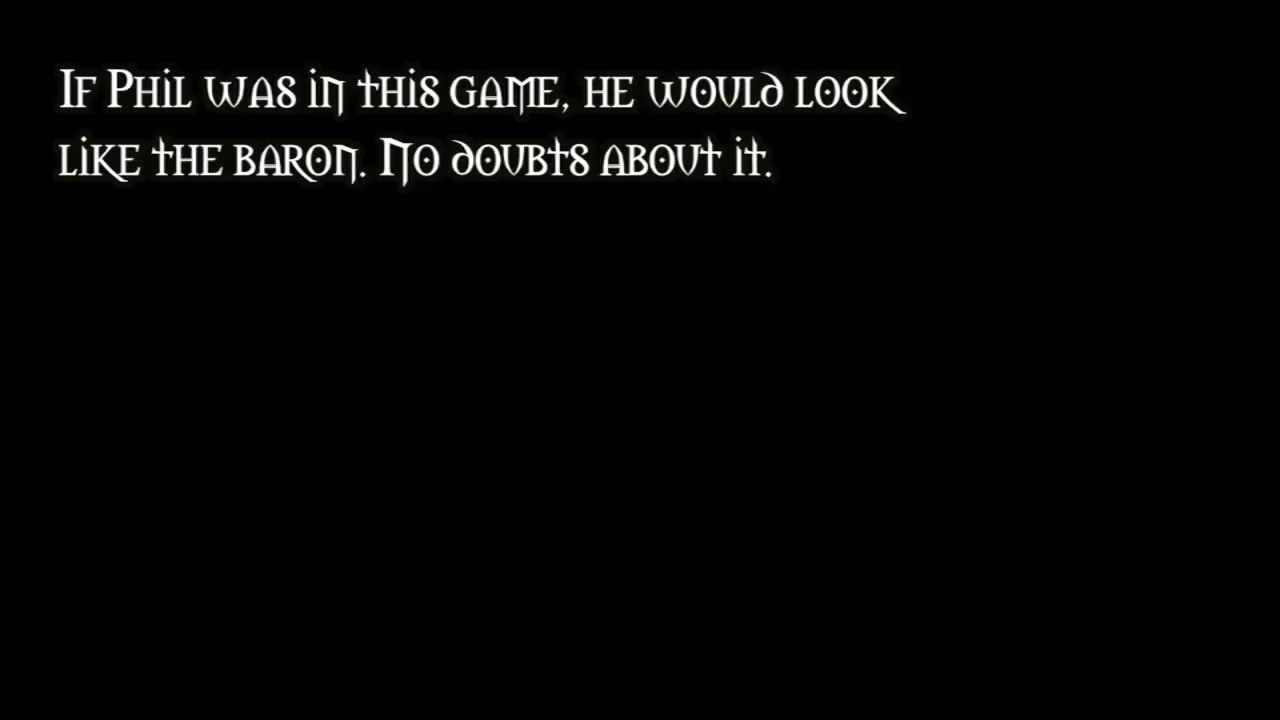 If Phil was in this game, he would look
like the baron. No doubts about it.